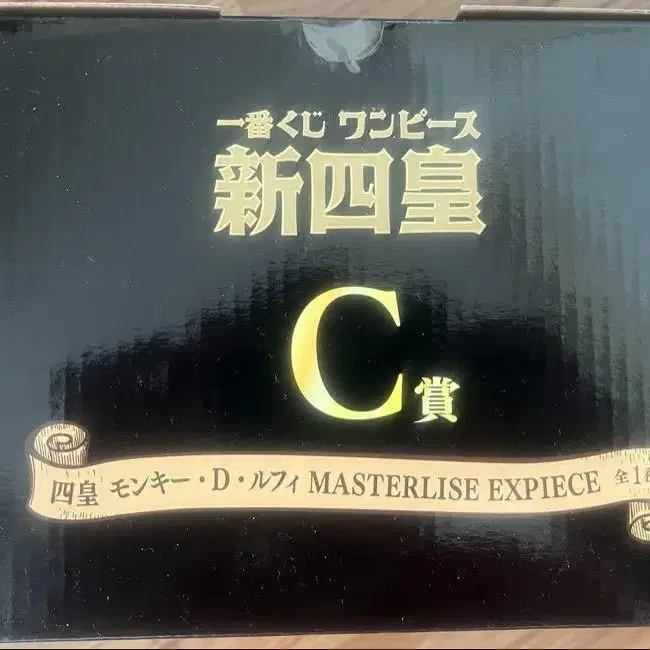 一番くじ ワンピース
新四皇
C賞
四皇 モンキー・D・ルフィ MASTERLISE EXPIECE 全1種